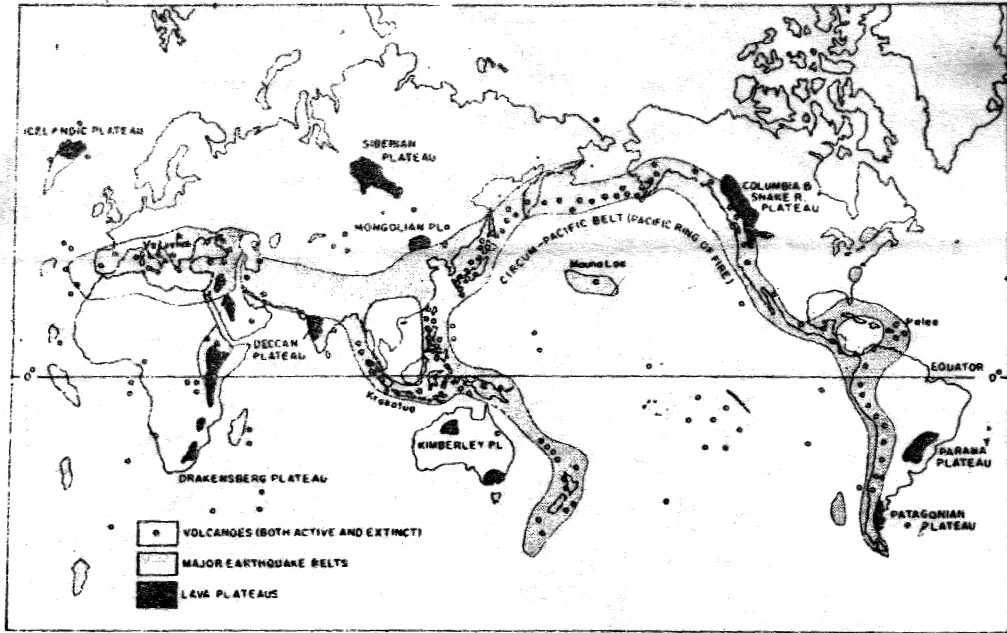 ICELANDIC PLATEAU
SIBERIAN
PLATEAU
COLUMBIA &
SNAKE R.
PLATEAU
MONGOLIAN PL.
CIRCUM-PACIFIC BELT (PACIFIC RING OF FIRE)
Mauna Loa
Pelee
DECCAN
PLATEAU
EQUATOR
0°
0°
Krakatua
KIMBERLEY PL.
PARANA
PLATEAU
DRAKENSBERG PLATEAU
PATAGONIAN
PLATEAU
VOLCANOES (BOTH ACTIVE AND EXTINCT)
MAJOR EARTHQUAKE BELTS
LAVA PLATEAUS